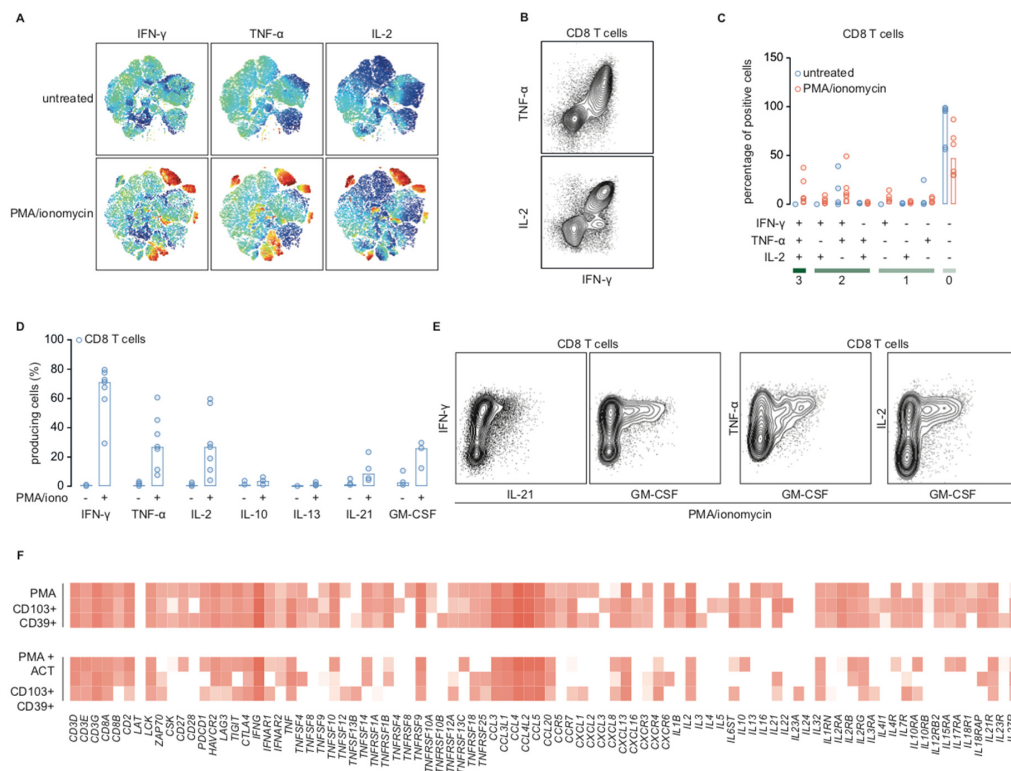 A
IFN-γ TNF-α IL-2
untreated
PMA/ionomycin
B
CD8 T cells
TNF-α
IL-2
IFN-γ
C
CD8 T cells
untreated
PMA/ionomycin
percentage of positive cells
150
100
50
0
IFN-γ + + + - + - - -
TNF-α + - + + - - + -
IL-2 + + - + - + - -
3 2 1 0
D
CD8 T cells
producing cells (%)
100
80
60
40
20
0
PMA/iono - + - + - + - + - + - + - +
IFN-γ TNF-α IL-2 IL-10 IL-13 IL-21 GM-CSF
E
CD8 T cells CD8 T cells
IFN-γ TNF-α IL-2
IL-21 GM-CSF GM-CSF GM-CSF
PMA/ionomycin
F
PMA
CD103+
CD39+
PMA +
ACT
CD103+
CD39+
CD3D CD3E CD3G CD8A CD8B CD2 LAT LCK ZAP70 CSK CD27 CD28 PDCD1 HAVCR2 LAG3 TIGIT CTLA4 IFNG IFNAR1 IFNAR2 TNF TNFSF4 TNFSF8 TNFSF9 TNFSF10 TNFSF12 TNFSF13B TNFSF14 TNFRSF1A TNFRSF1B TNFRSF4 TNFRSF8 TNFRSF9 TNFRSF10A TNFRSF10B TNFRSF12A TNFRSF13C TNFRSF18 TNFRSF25 CCL3 CCL3L1 CCL4 CCL4L2 CCL5 CCL20 CCR5 CCR7 CXCL1 CXCL2 CXCL3 CXCL8 CXCL13 CXCL16 CXCR3 CXCR4 CXCR6 IL1B IL2 IL3 IL4 IL5 IL6ST IL10 IL13 IL16 IL21 IL22 IL23A IL24 IL32 IL1RN IL2RA IL2RB IL2RG IL3RA IL4I1 IL4R IL7R IL10RA IL10RB IL12RB2 IL15RA IL17RA IL18R1 IL18RAP IL21R IL23R